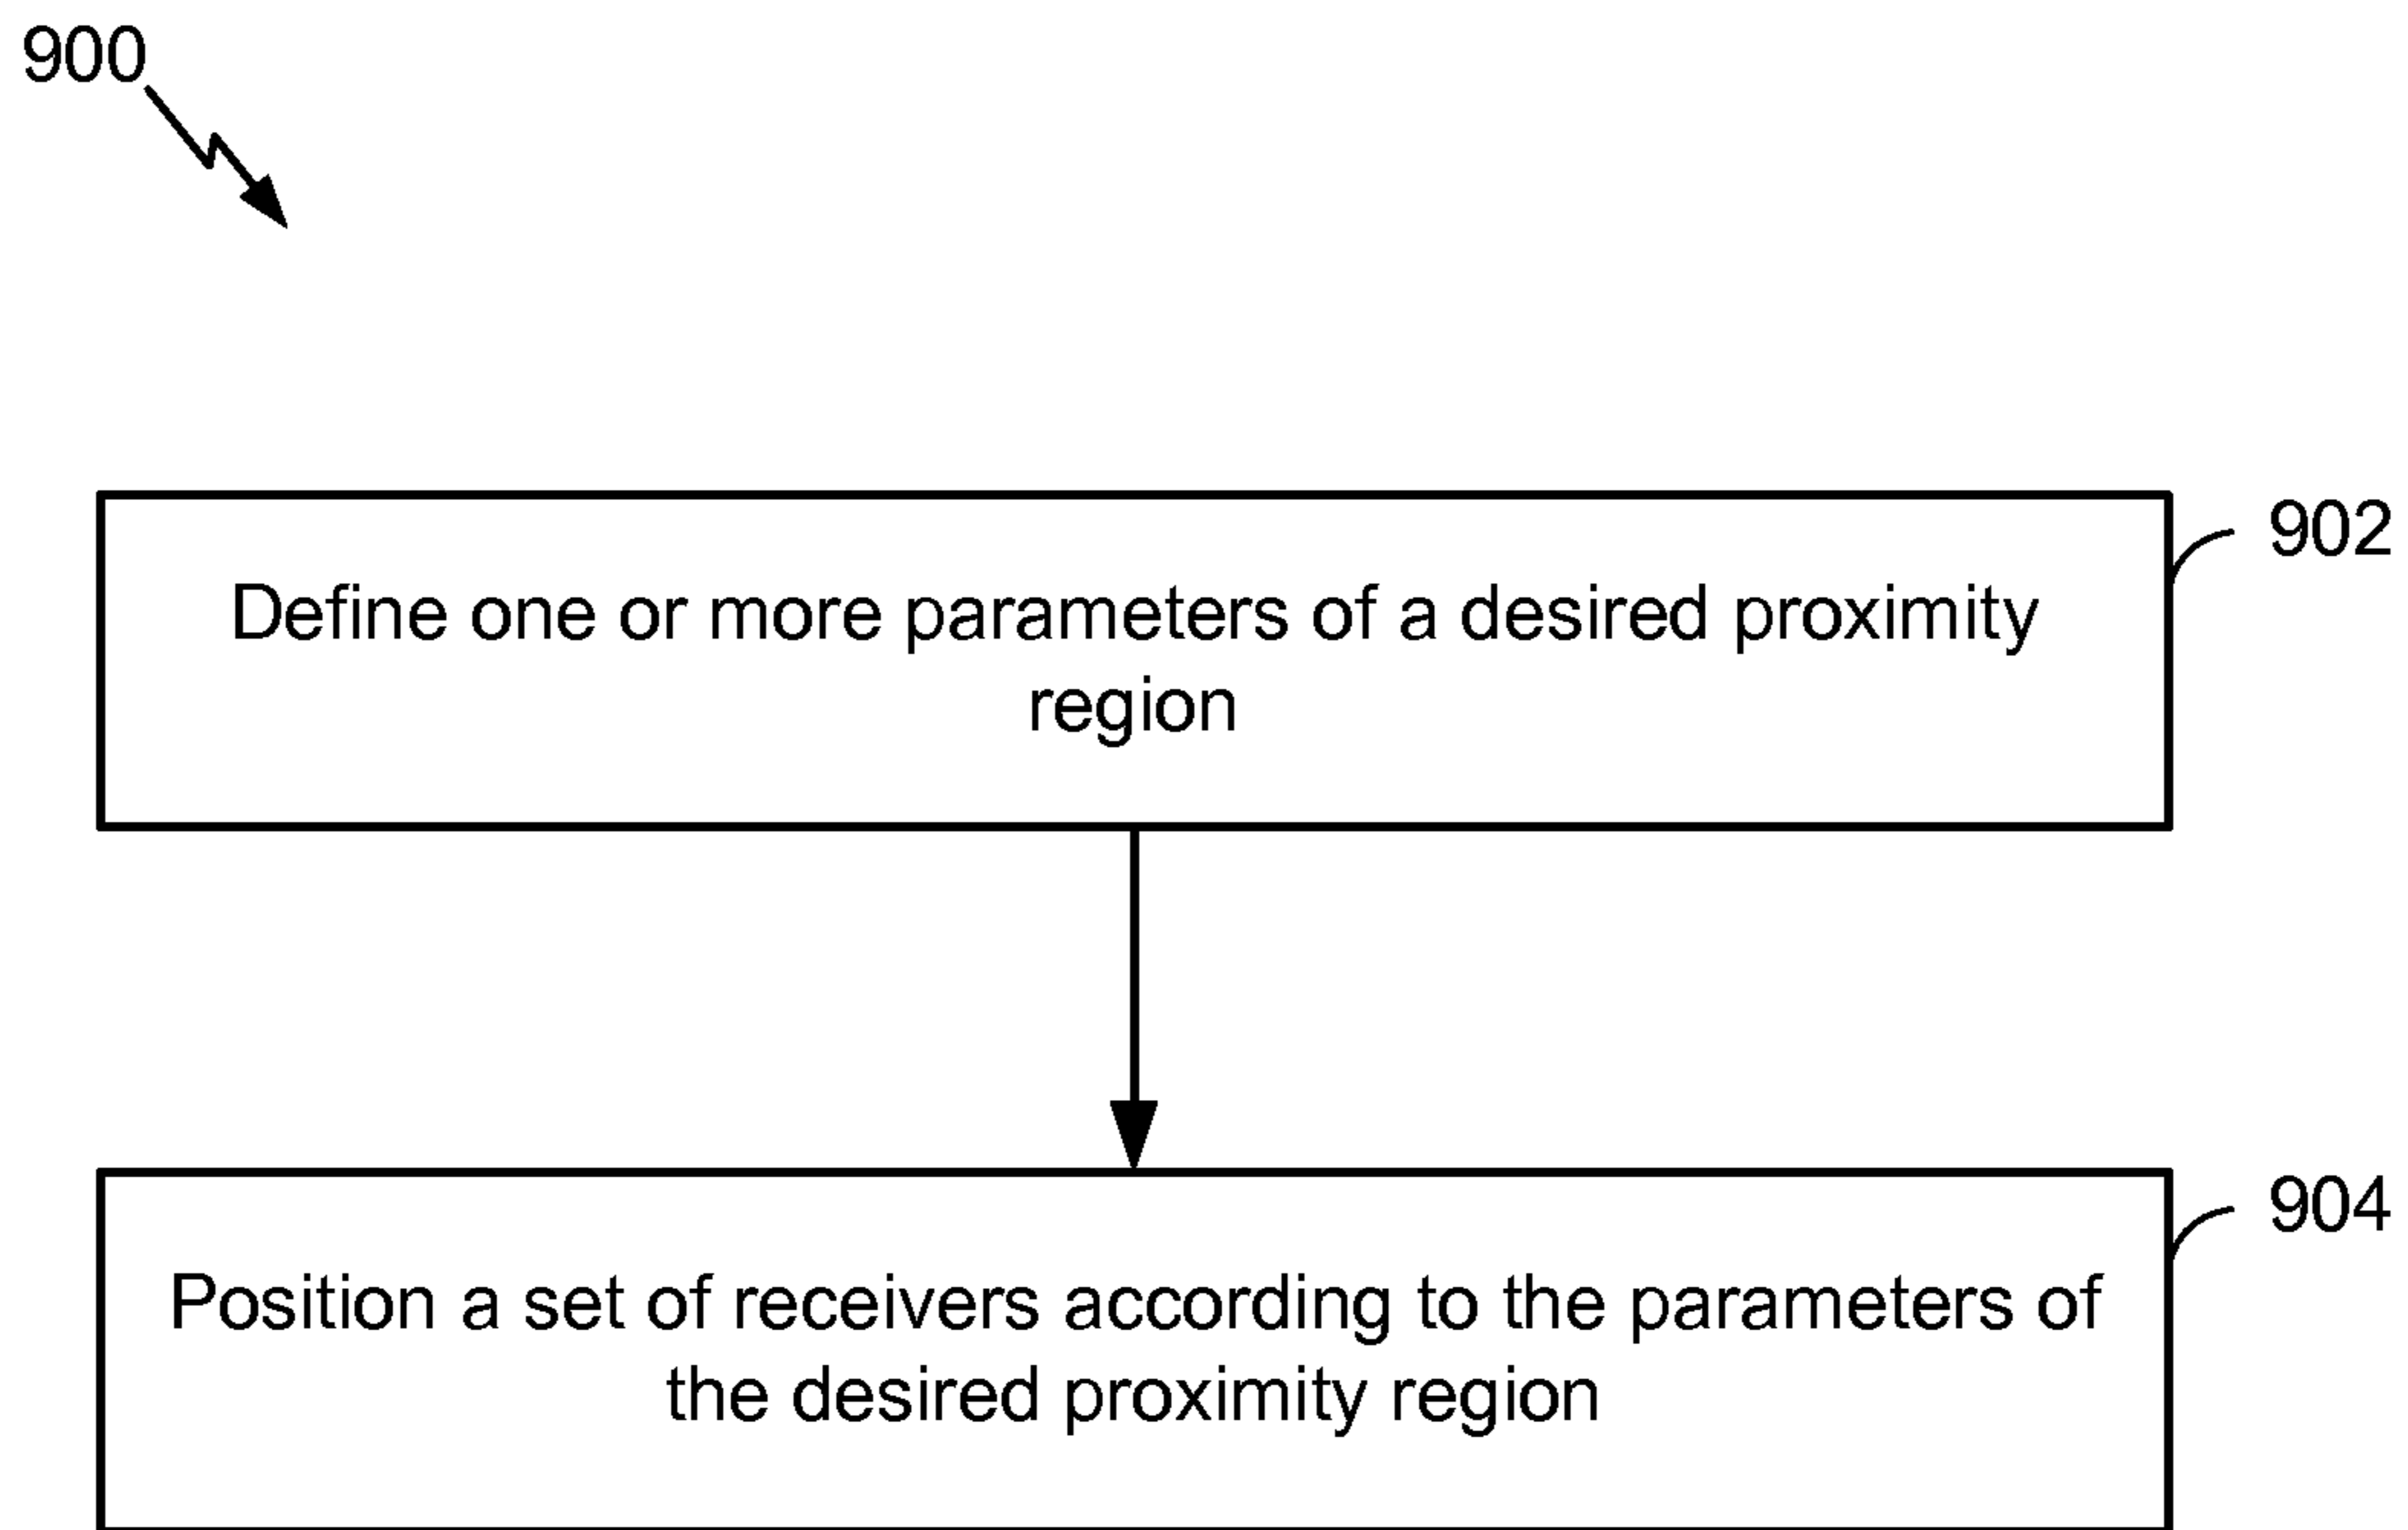 900
902
Define one or more parameters of a desired proximity
region
904
Position a set of receivers according to the parameters of
the desired proximity region